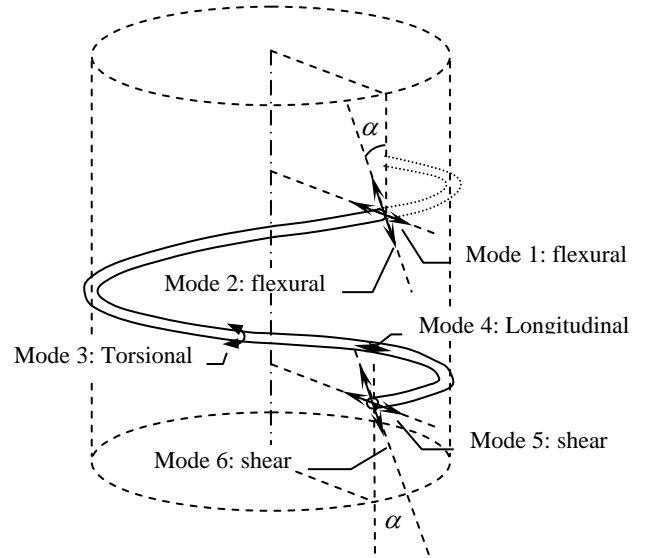 α
Mode 1: flexural
Mode 2: flexural
Mode 4: Longitudinal
Mode 3: Torsional
Mode 5: shear
Mode 6: shear
α